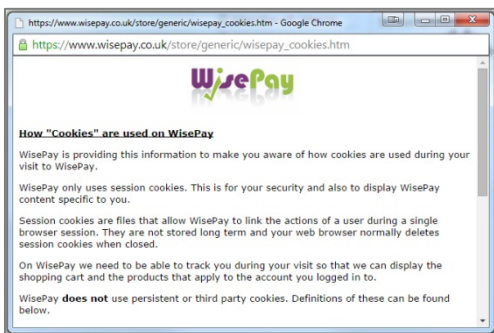 https://www.wisepay.co.uk/store/generic/wisepay_cookies.htm - Google Chrome
https://www.wisepay.co.uk/store/generic/wisepay_cookies.htm
WisePay
How "Cookies" are used on WisePay
WisePay is providing this information to make you aware of how cookies are used during your
visit to WisePay.
WisePay only uses session cookies. This is for your security and also to display WisePay
content specific to you.
Session cookies are files that allow WisePay to link the actions of a user during a single
browser session. They are not stored long term and your web browser normally deletes
session cookies when closed.
On WisePay we need to be able to track you during your visit so that we can display the
shopping cart and the products that apply to the account you logged in to.
WisePay does not use persistent or third party cookies. Definitions of these can be found
below.